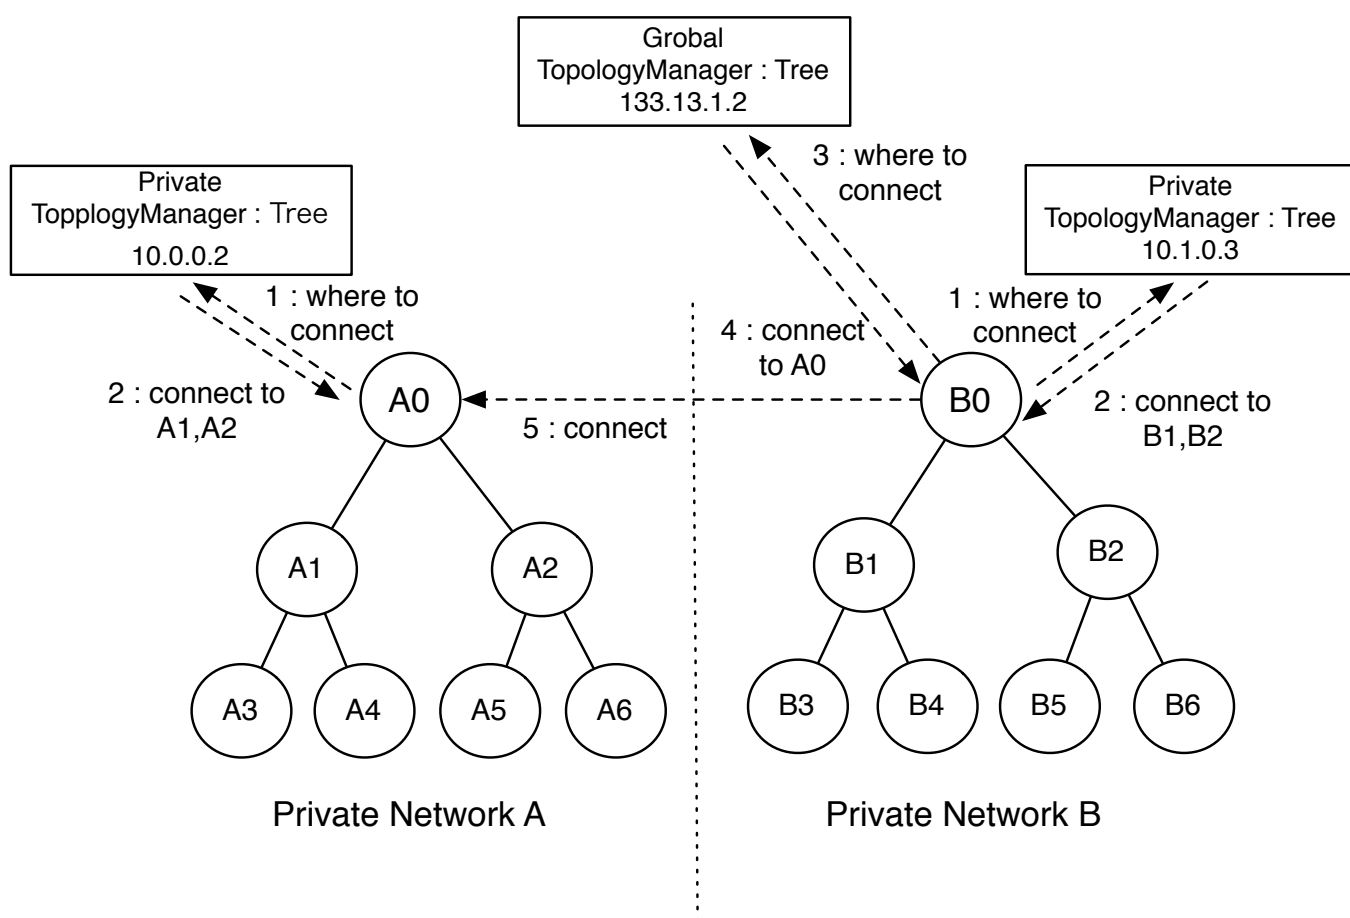 Grobal
TopologyManager : Tree
133.13.1.2
Private
TopplogyManager : Tree
10.0.0.2
Private
TopologyManager : Tree
10.1.0.3
3 : where to
connect
1 : where to
connect
1 : where to
connect
4 : connect
to A0
2 : connect to
A1,A2
2 : connect to
B1,B2
5 : connect
A0
B0
A1
A2
B1
B2
A3
A4
A5
A6
B3
B4
B5
B6
Private Network A
Private Network B